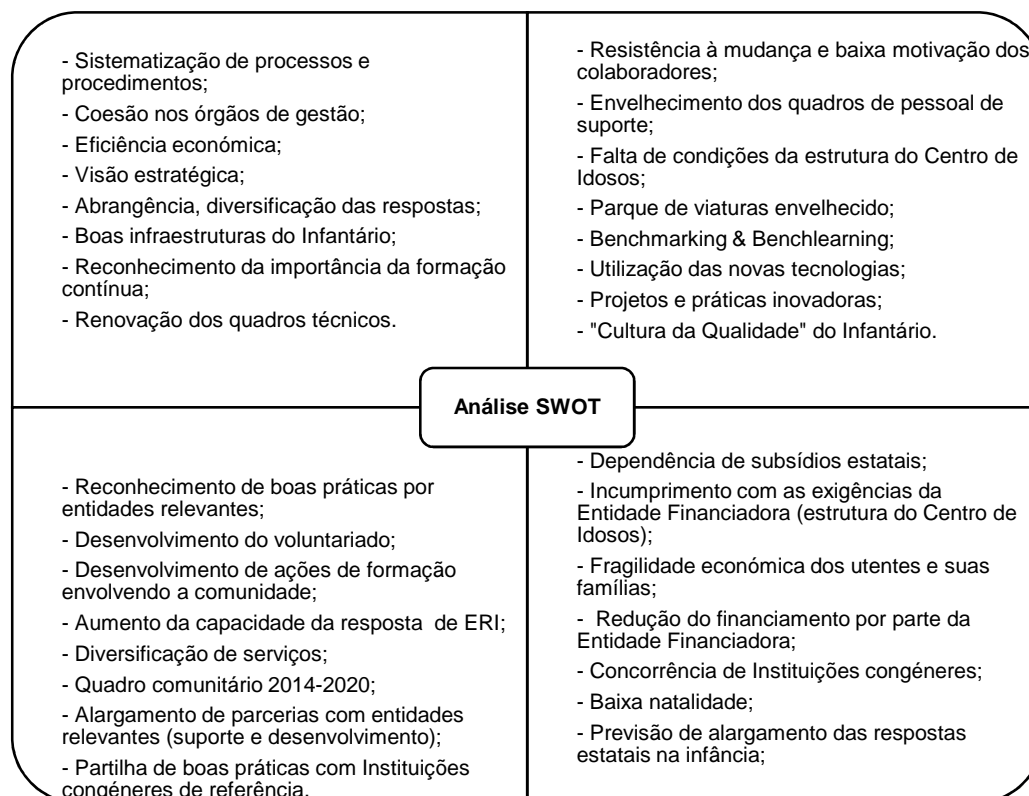 - Sistematização de processos e
procedimentos;
- Coesão nos órgãos de gestão;
- Eficiência económica;
- Visão estratégica;
- Abrangência, diversificação das respostas;
- Boas infraestruturas do Infantário;
- Reconhecimento da importância da formação
contínua;
- Renovação dos quadros técnicos.
- Resistência à mudança e baixa motivação dos
colaboradores;
- Envelhecimento dos quadros de pessoal de
suporte;
- Falta de condições da estrutura do Centro de
Idosos;
- Parque de viaturas envelhecido;
- Benchmarking & Benchlearning;
- Utilização das novas tecnologias;
- Projetos e práticas inovadoras;
- "Cultura da Qualidade" do Infantário.
Análise SWOT
- Reconhecimento de boas práticas por
entidades relevantes;
- Desenvolvimento do voluntariado;
- Desenvolvimento de ações de formação
envolvendo a comunidade;
- Aumento da capacidade da resposta de ERI;
- Diversificação de serviços;
- Quadro comunitário 2014-2020;
- Alargamento de parcerias com entidades
relevantes (suporte e desenvolvimento);
- Partilha de boas práticas com Instituições
congéneres de referência.
- Dependência de subsídios estatais;
- Incumprimento com as exigências da
Entidade Financiadora (estrutura do Centro de
Idosos);
- Fragilidade económica dos utentes e suas
famílias;
- Redução do financiamento por parte da
Entidade Financiadora;
- Concorrência de Instituições congéneres;
- Baixa natalidade;
- Previsão de alargamento das respostas
estatais na infância;